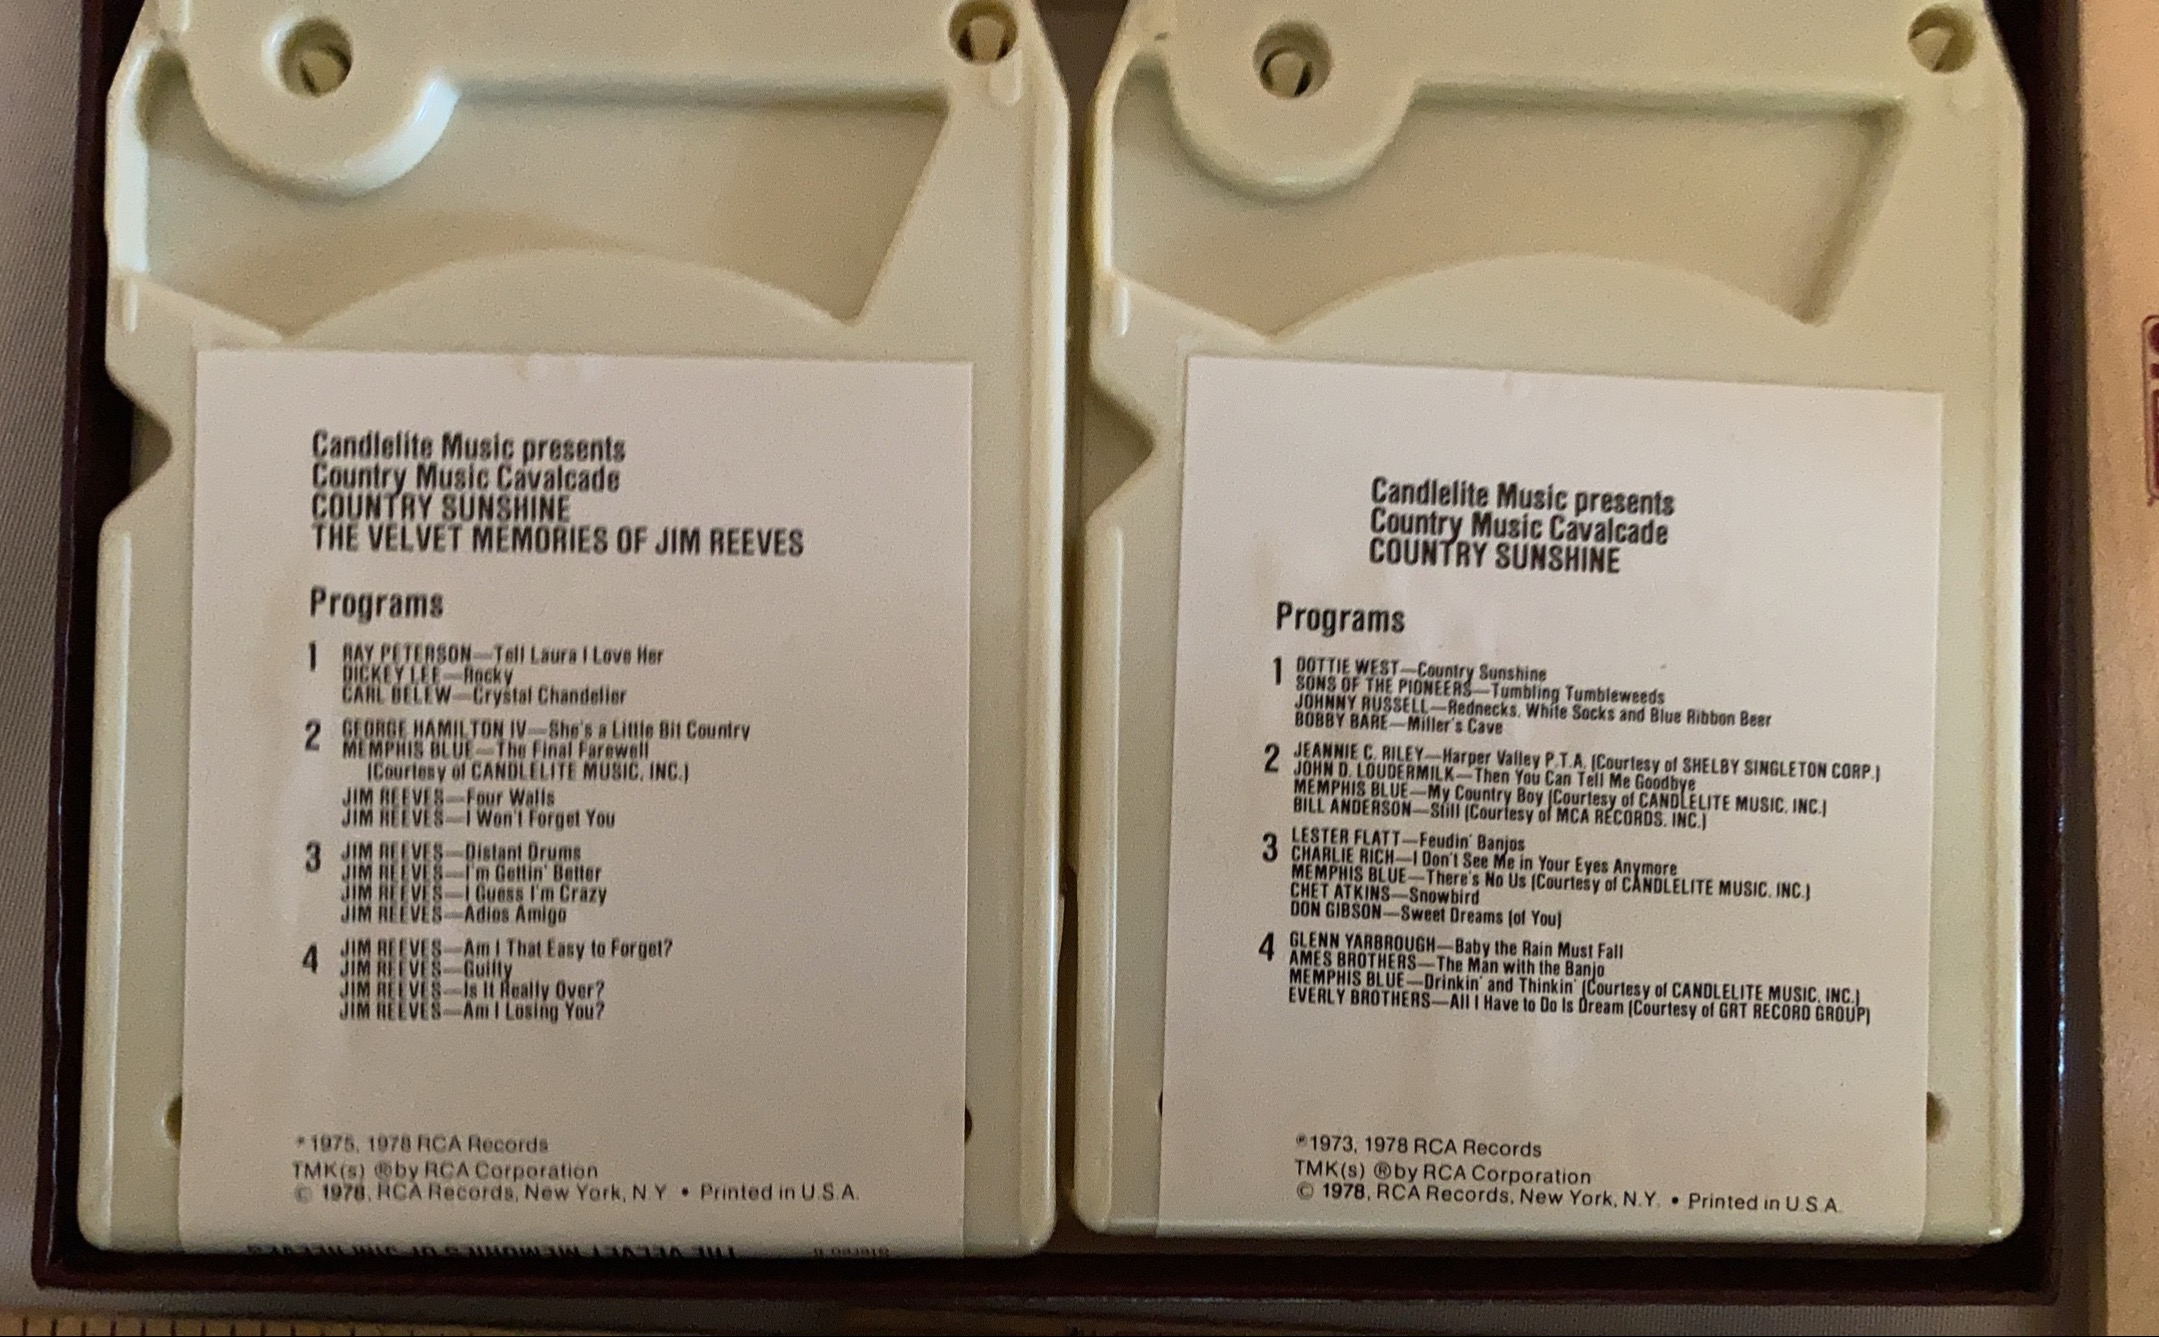 Candlelite Music presents
Country Music Cavalcade
COUNTRY SUNSHINE
THE VELVET MEMORIES OF JIM REEVES
Programs
1 RAY PETERSON—Tell Laura I Love Her
DICKEY LEE—Rocky
CARL BELEW—Crystal Chandelier
2 GEORGE HAMILTON IV—She's a Little Bit Country
MEMPHIS BLUE—The Final Farewell
(Courtesy of CANDLELITE MUSIC, INC.)
JIM REEVES—Four Walls
JIM REEVES—I Won't Forget You
3 JIM REEVES—Distant Drums
JIM REEVES—I'm Gettin' Better
JIM REEVES—I Guess I'm Crazy
JIM REEVES—Adios Amigo
4 JIM REEVES—Am I That Easy to Forget?
JIM REEVES—Guilty
JIM REEVES—Is It Really Over?
JIM REEVES—Am I Losing You?
℗ 1975, 1978 RCA Records
TMK(s) ® by RCA Corporation
© 1978, RCA Records, New York, N.Y. • Printed in U.S.A.
THE VELVET MEMORIES OF JIM REEVES
Candlelite Music presents
Country Music Cavalcade
COUNTRY SUNSHINE
Programs
1 DOTTIE WEST—Country Sunshine
SONS OF THE PIONEERS—Tumbling Tumbleweeds
JOHNNY RUSSELL—Rednecks, White Socks and Blue Ribbon Beer
BOBBY BARE—Miller's Cave
2 JEANNIE C. RILEY—Harper Valley P.T.A. (Courtesy of SHELBY SINGLETON CORP.)
JOHN D. LOUDERMILK—Then You Can Tell Me Goodbye
MEMPHIS BLUE—My Country Boy (Courtesy of CANDLELITE MUSIC, INC.)
BILL ANDERSON—Still (Courtesy of MCA RECORDS, INC.)
3 LESTER FLATT—Feudin' Banjos
CHARLIE RICH—I Don't See Me in Your Eyes Anymore
MEMPHIS BLUE—There's No Us (Courtesy of CANDLELITE MUSIC, INC.)
CHET ATKINS—Snowbird
DON GIBSON—Sweet Dreams (of You)
4 GLENN YARBROUGH—Baby the Rain Must Fall
AMES BROTHERS—The Man with the Banjo
MEMPHIS BLUE—Drinkin' and Thinkin' (Courtesy of CANDLELITE MUSIC, INC.)
EVERLY BROTHERS—All I Have to Do Is Dream (Courtesy of GRT RECORD GROUP)
℗ 1973, 1978 RCA Records
TMK(s) ® by RCA Corporation
© 1978, RCA Records, New York, N.Y. • Printed in U.S.A.